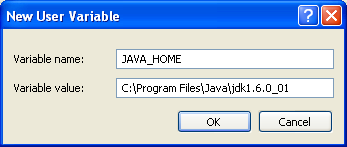 New User Variable
?
Variable name: JAVA_HOME
Variable value: C:\Program Files\Java\jdk1.6.0_01
OK Cancel